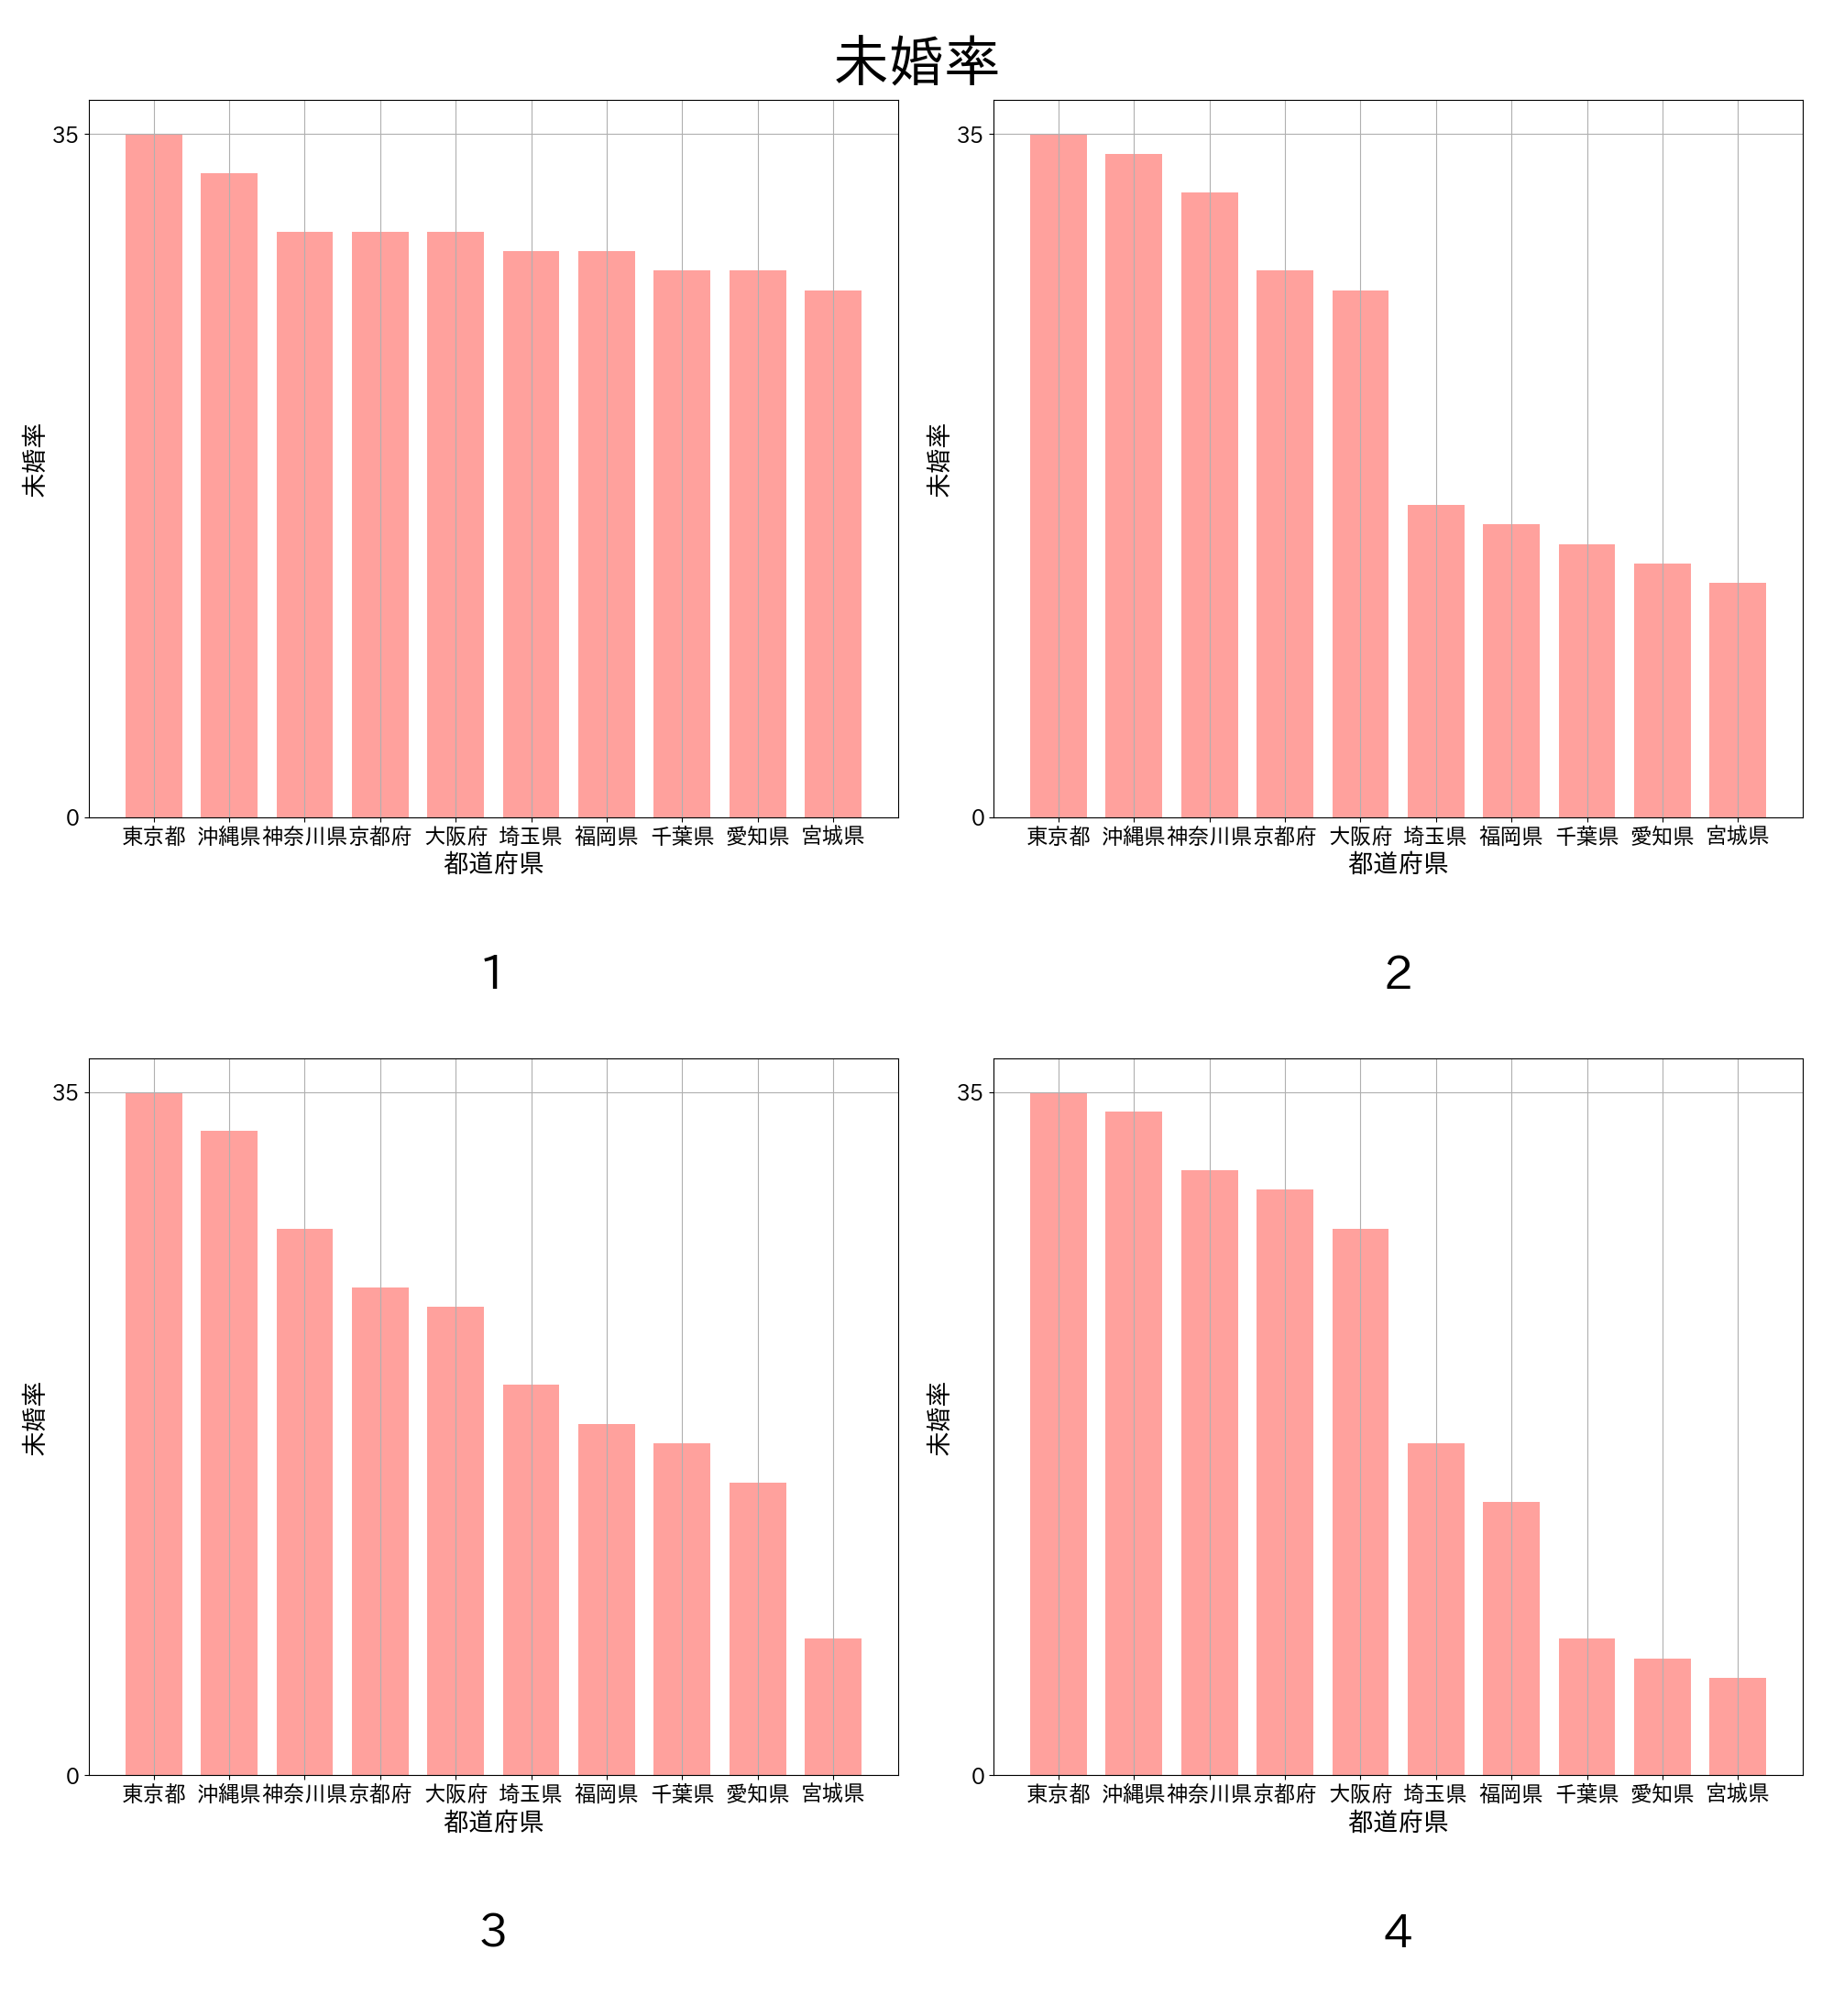 未婚率
35
0
未婚率
東京都 沖縄県 神奈川県 京都府 大阪府 埼玉県 福岡県 千葉県 愛知県 宮城県
都道府県
1
35
0
未婚率
東京都 沖縄県 神奈川県 京都府 大阪府 埼玉県 福岡県 千葉県 愛知県 宮城県
都道府県
2
35
0
未婚率
東京都 沖縄県 神奈川県 京都府 大阪府 埼玉県 福岡県 千葉県 愛知県 宮城県
都道府県
3
35
0
未婚率
東京都 沖縄県 神奈川県 京都府 大阪府 埼玉県 福岡県 千葉県 愛知県 宮城県
都道府県
4